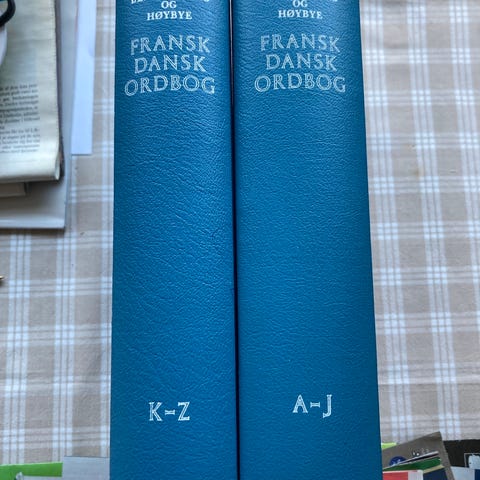 OG
HØYBYE
FRANSK
DANSK
ORDBOG
K-Z
OG
HØYBYE
FRANSK
DANSK
ORDBOG
A-J